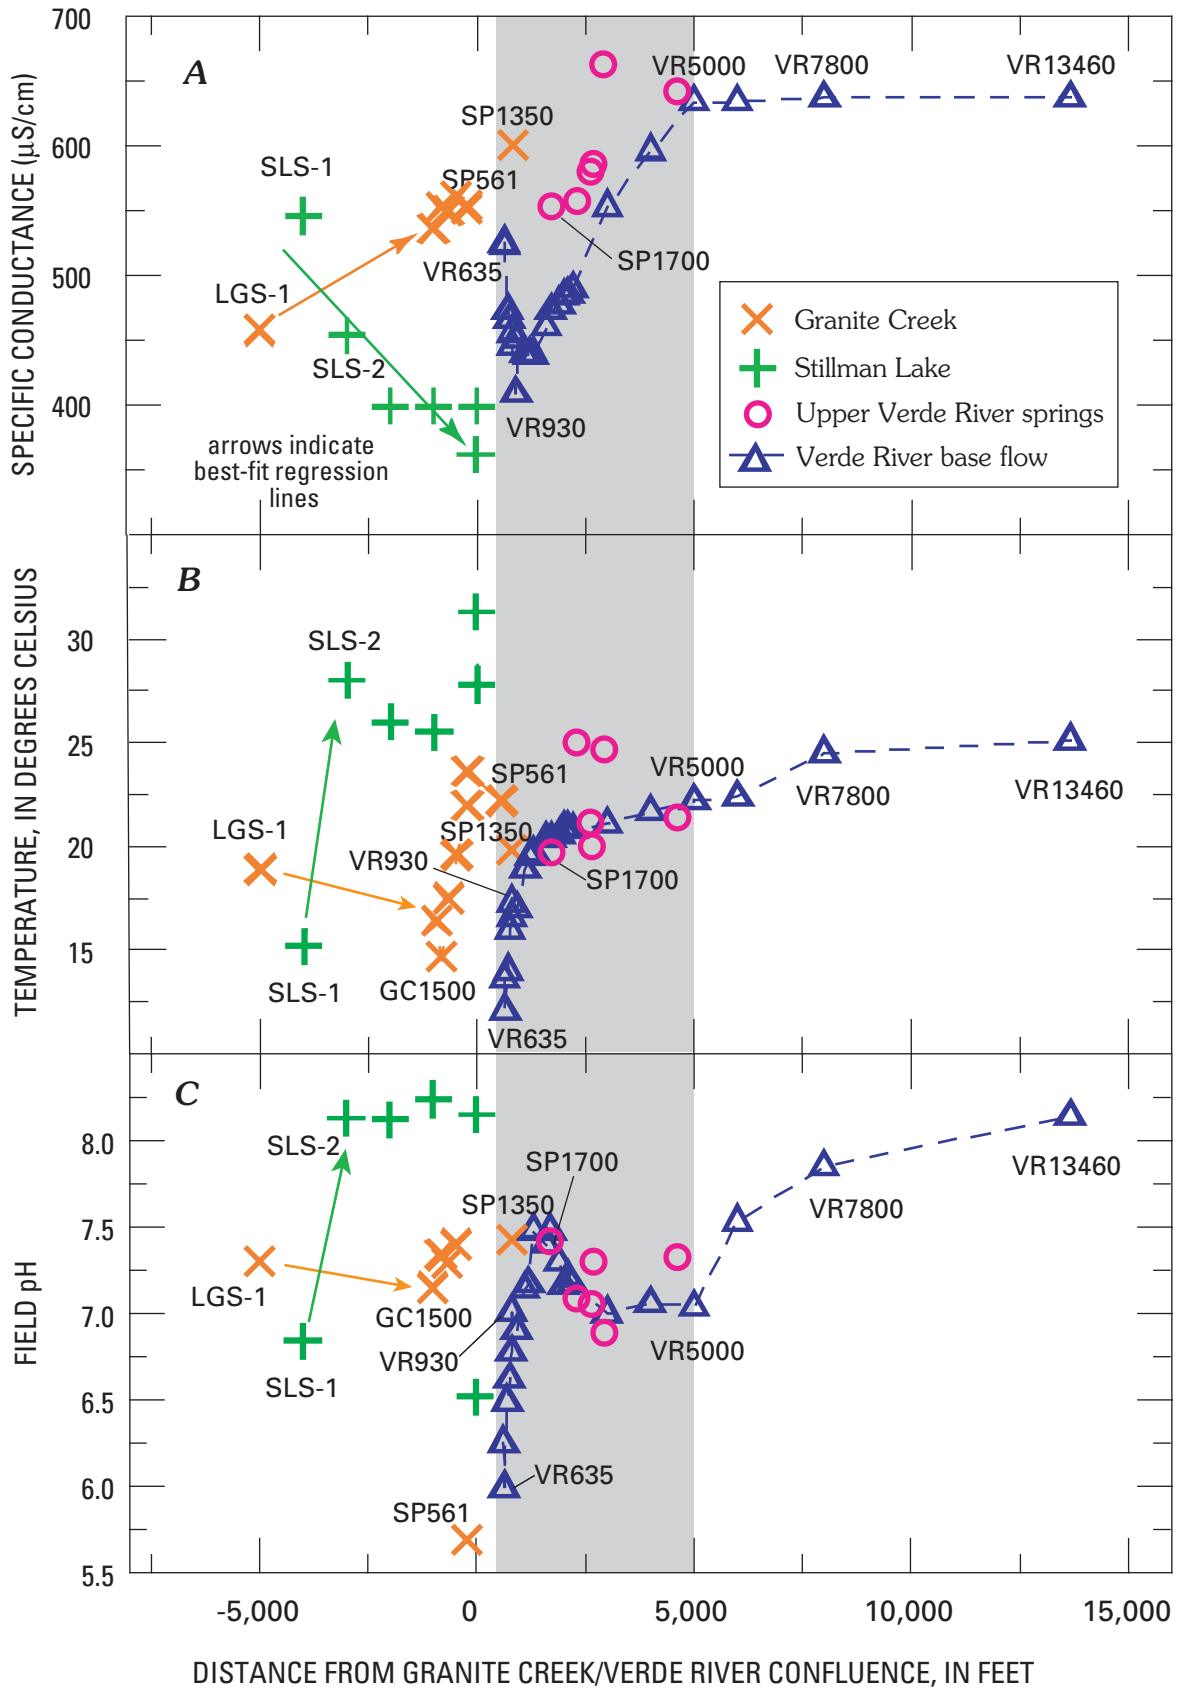 700
600
500
400
SPECIFIC CONDUCTANCE (µS/cm)
A
VR5000
VR7800
VR13460
SP1350
SLS-1
SP561
VR635
SP1700
LGS-1
SLS-2
VR930
arrows indicate
best-fit regression
lines
Granite Creek
Stillman Lake
Upper Verde River springs
Verde River base flow
B
30
25
20
15
TEMPERATURE, IN DEGREES CELSIUS
SLS-2
SP561
VR5000
VR7800
VR13460
LGS-1
SP1350
VR930
SP1700
SLS-1
GC1500
VR635
C
8.0
7.5
7.0
6.5
6.0
5.5
FIELD pH
SLS-2
SP1700
VR13460
SP1350
VR7800
LGS-1
GC1500
VR930
VR5000
SLS-1
VR635
SP561
-5,000
0
5,000
10,000
15,000
DISTANCE FROM GRANITE CREEK/VERDE RIVER CONFLUENCE, IN FEET